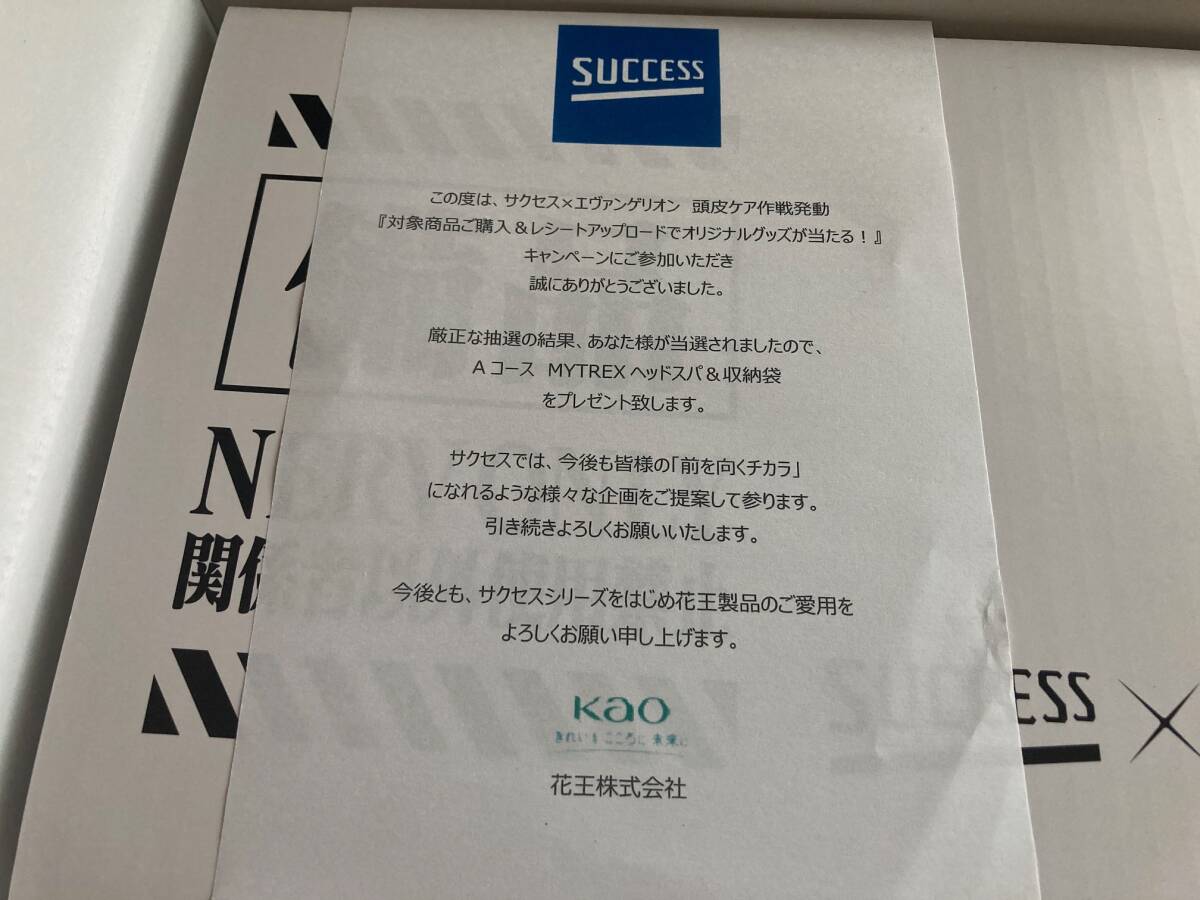 SUCCESS
この度は、サクセス×エヴァンゲリオン 頭皮ケア作戦発動
『対象商品ご購入＆レシートアップロードでオリジナルグッズが当たる！』
キャンペーンにご参加いただき
誠にありがとうございました。
厳正な抽選の結果、あなた様が当選されましたので、
Aコース MYTREXヘッドスパ＆収納袋
をプレゼント致します。
サクセスでは、今後も皆様の「前を向くチカラ」
になれるような様々な企画をご提案して参ります。
引き続きよろしくお願いいたします。
今後とも、サクセスシリーズをはじめ花王製品のご愛用を
よろしくお願い申し上げます。
Kao
きれいを こころに 未来に
花王株式会社
N
関係
ESS ×